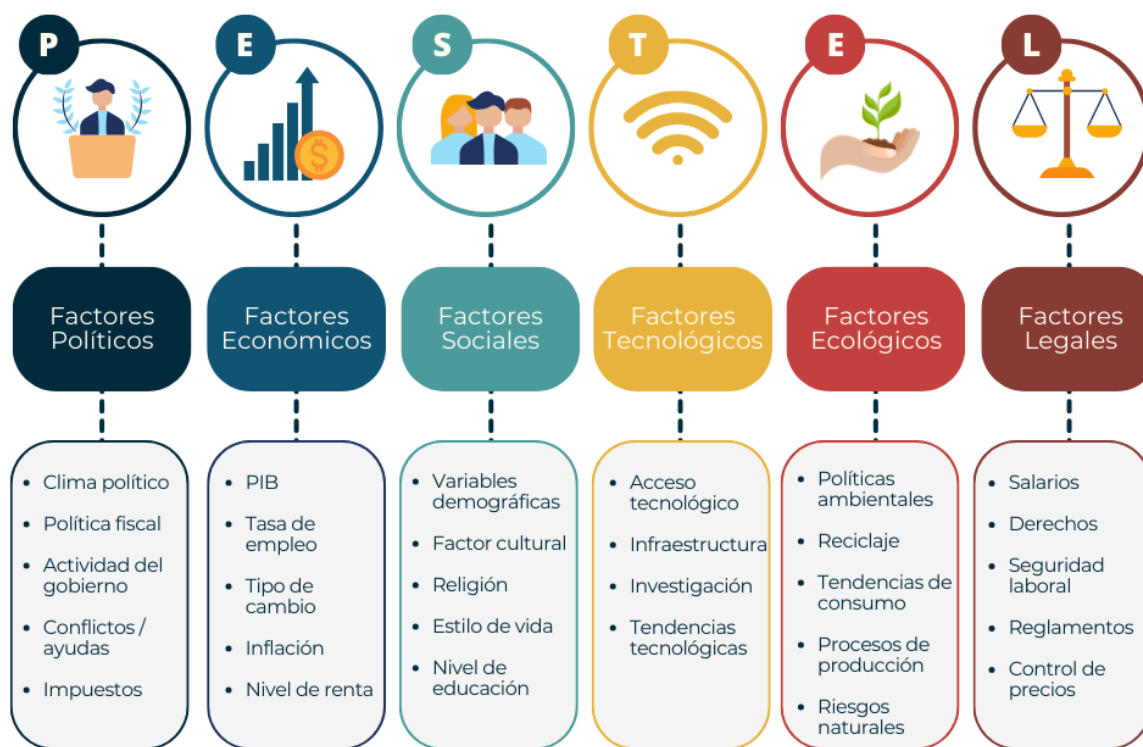 P
E
S
T
E
L
Factores
Políticos
Factores
Económicos
Factores
Sociales
Factores
Tecnológicos
Factores
Ecológicos
Factores
Legales
• Clima político
• Política fiscal
• Actividad del
gobierno
• Conflictos /
ayudas
• Impuestos
• PIB
• Tasa de
empleo
• Tipo de
cambio
• Inflación
• Nivel de renta
• Variables
demográficas
• Factor cultural
• Religión
• Estilo de vida
• Nivel de
educación
• Acceso
tecnológico
• Infraestructura
• Investigación
• Tendencias
tecnológicas
• Políticas
ambientales
• Reciclaje
• Tendencias de
consumo
• Procesos de
producción
• Riesgos
naturales
• Salarios
• Derechos
• Seguridad
laboral
• Reglamentos
• Control de
precios